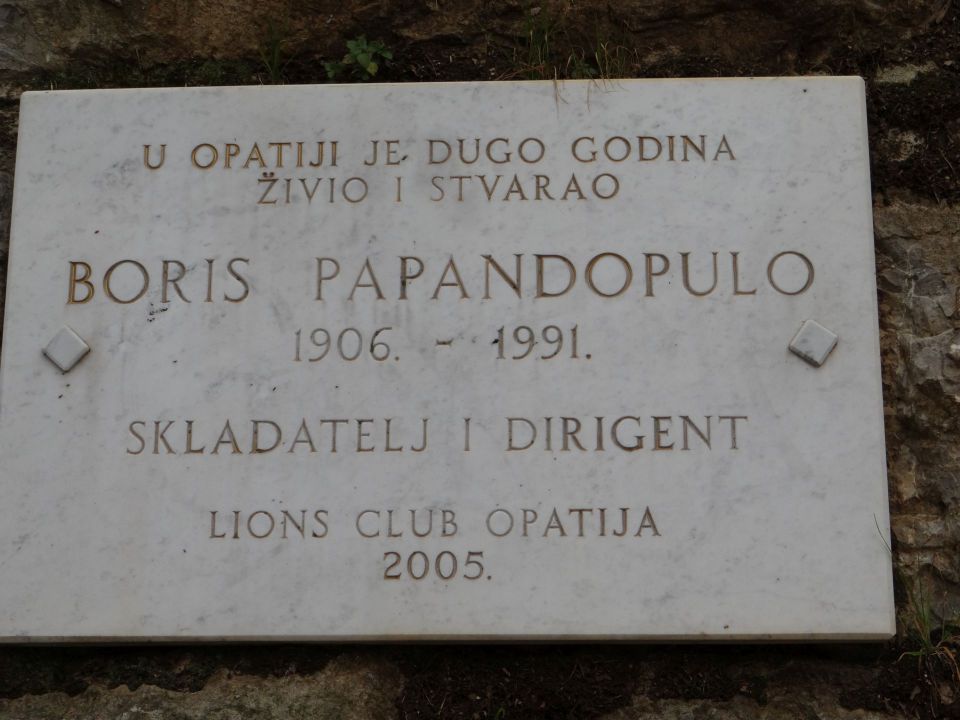 U OPATIJI JE DUGO GODINA
ŽIVIO I STVARAO
BORIS PAPANDOPULO
1906. - 1991.
SKLADATELJ I DIRIGENT
LIONS CLUB OPATIJA
2005.